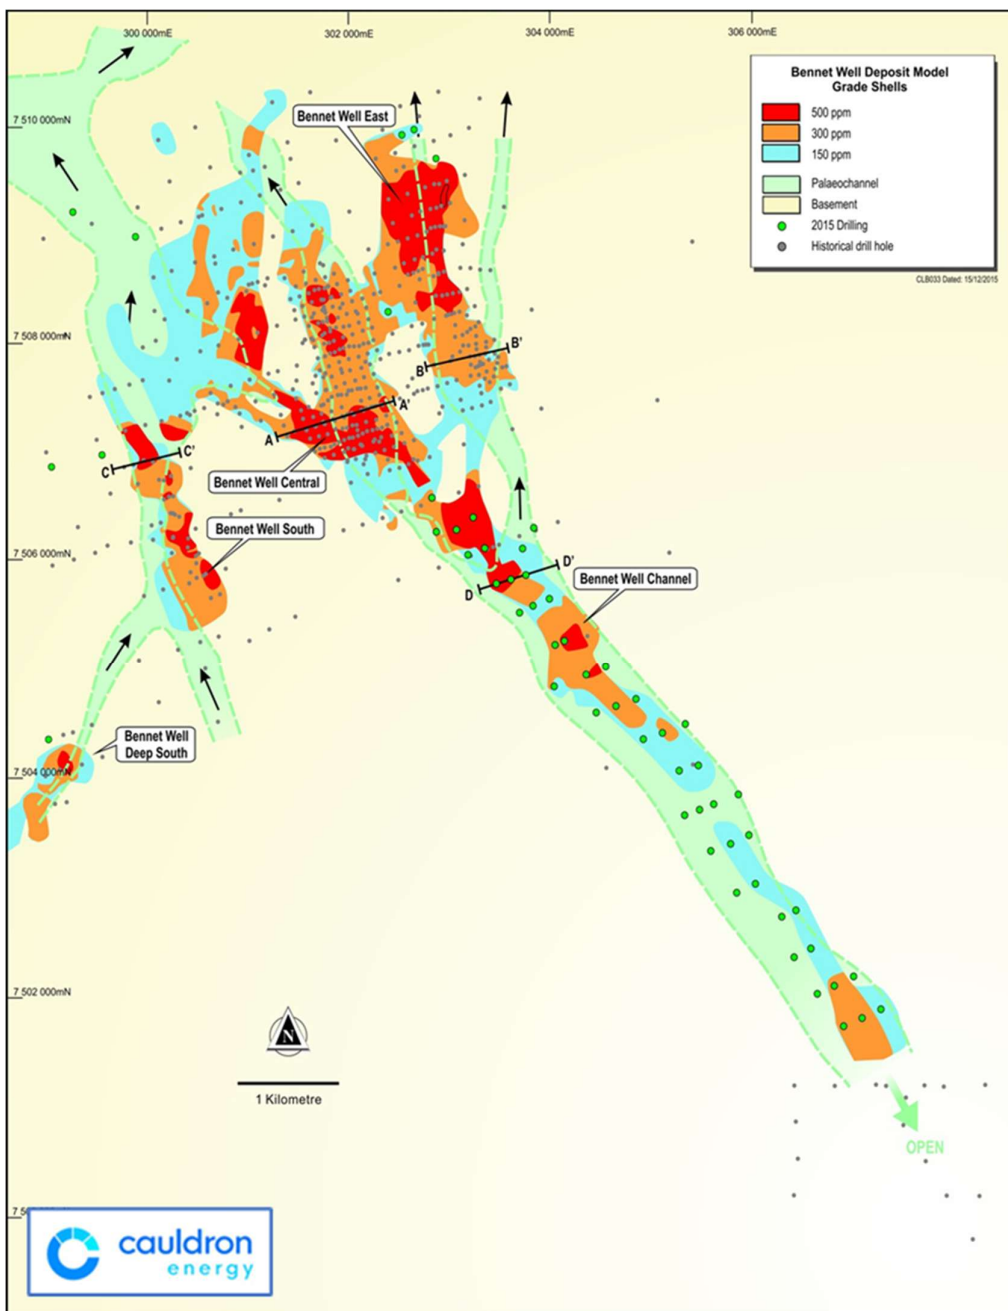 300 000mE
302 000mE
304 000mE
306 000mE
Bennet Well Deposit Model
Grade Shells
500 ppm
300 ppm
150 ppm
Palaeochannel
Basement
2015 Drilling
Historical drill hole
CLB033 Dated: 15/12/2015
7 510 000mN
Bennet Well East
7 508 000mN
B
B'
A
A'
C
C'
Bennet Well Central
Bennet Well South
7 506 000mN
D
D'
Bennet Well Channel
Bennet Well
Deep South
7 504 000mN
7 502 000mN
N
1 Kilometre
OPEN
cauldron
energy